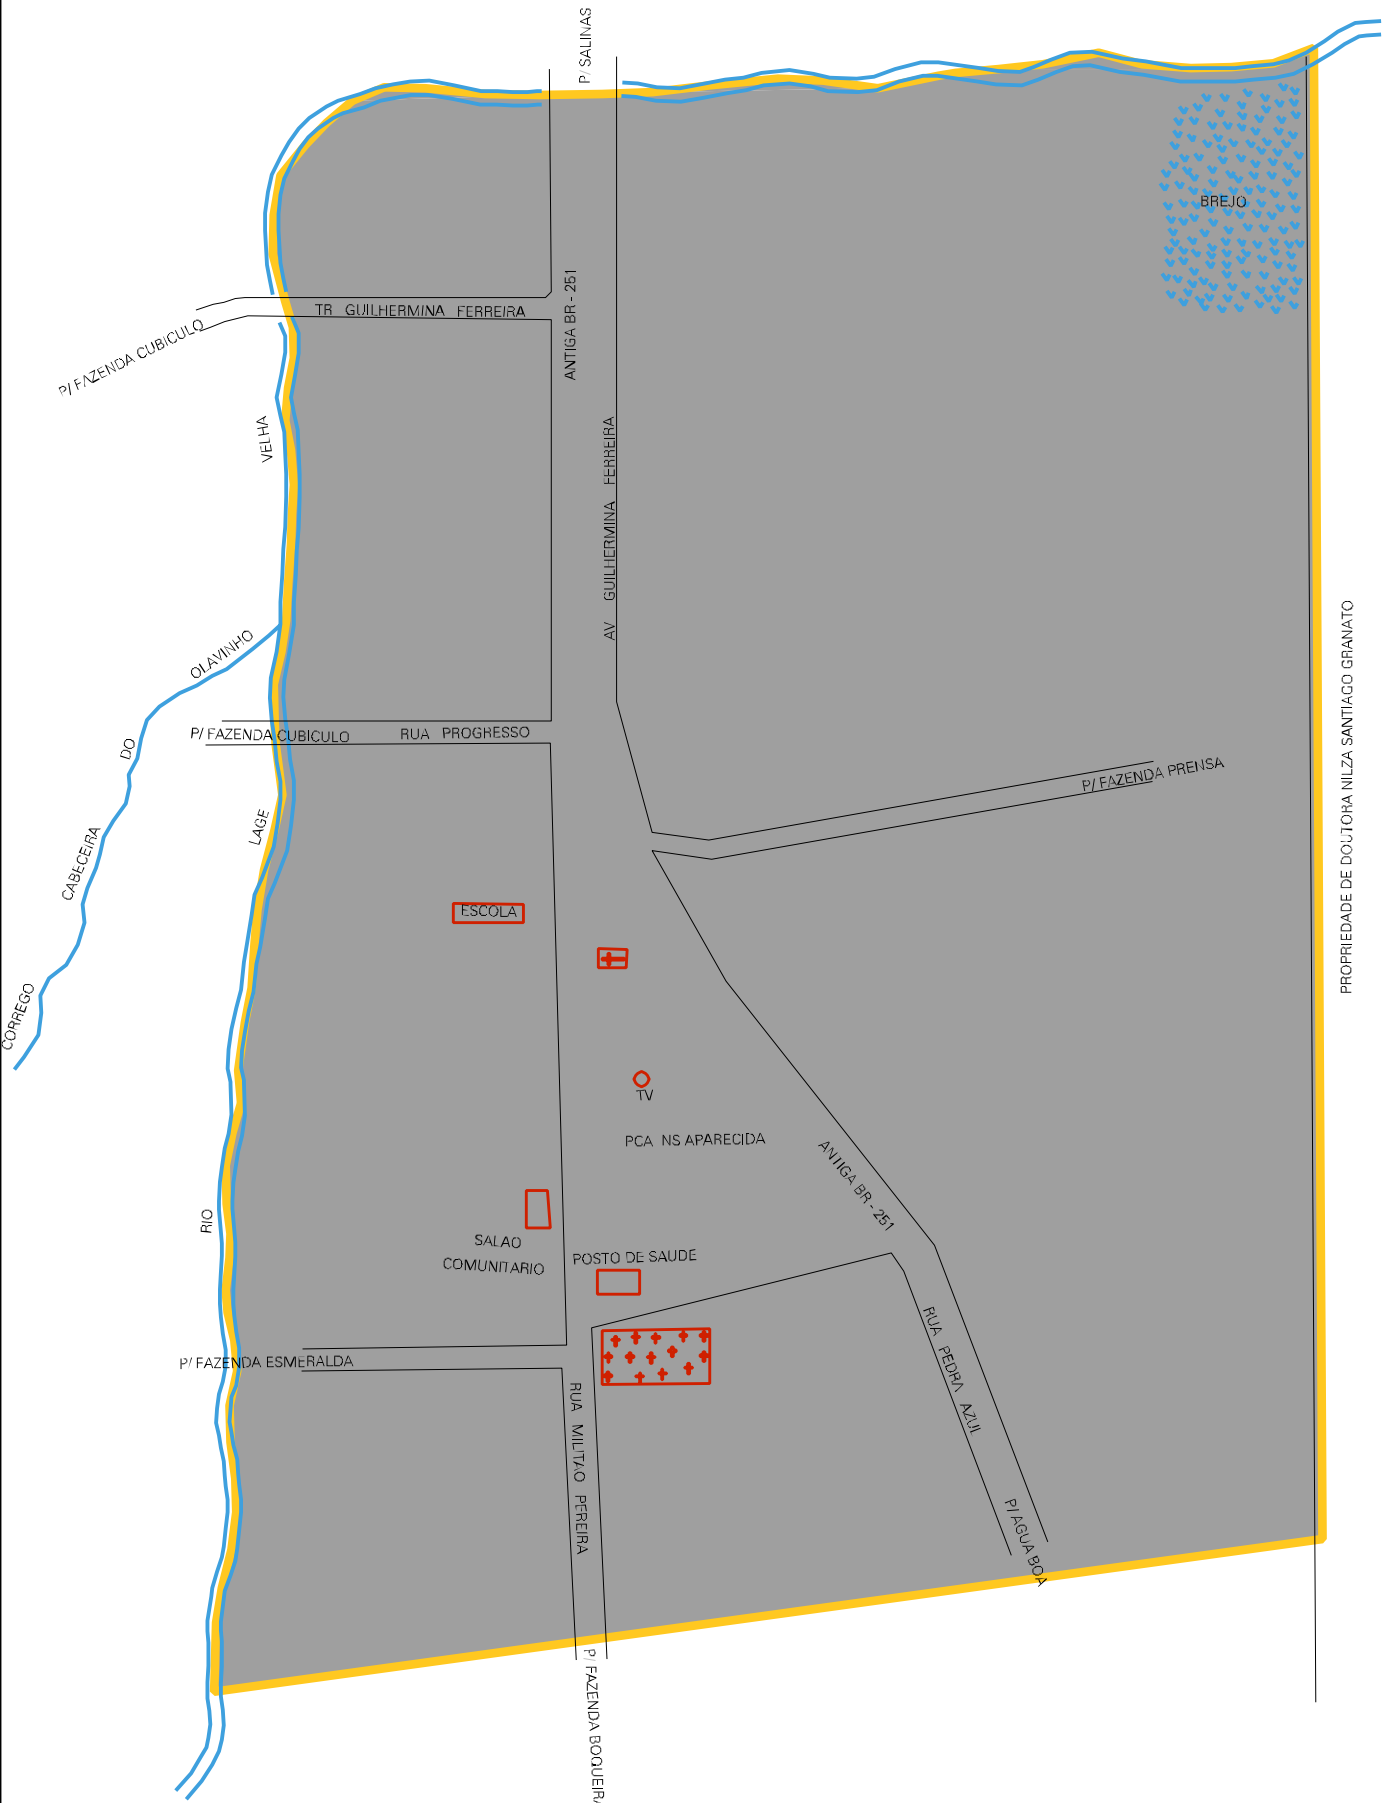 P/ SALINAS
BREJO
ANTIGA BR - 251
TR GUILHERMINA FERREIRA
P/ FAZENDA CUBICULO
VELHA
AV GUILHERMINA FERREIRA
OLAVINHO
PROPRIEDADE DE DOUTORA NILZA SANTIAGO GRANATO
P/ FAZENDA CUBICULO
RUA PROGRESSO
DO
P/ FAZENDA PRENSA
LAGE
CABECEIRA
ESCOLA
CORREGO
TV
PCA NS APARECIDA
ANTIGA BR - 251
RIO
SALAO
COMUNITARIO
POSTO DE SAUDE
P/ FAZENDA ESMERALDA
RUA PEDRA AZUL
RUA MILITAO PEREIRA
P/ AGUA BOA
P/ FAZENDA BOQUEIRA